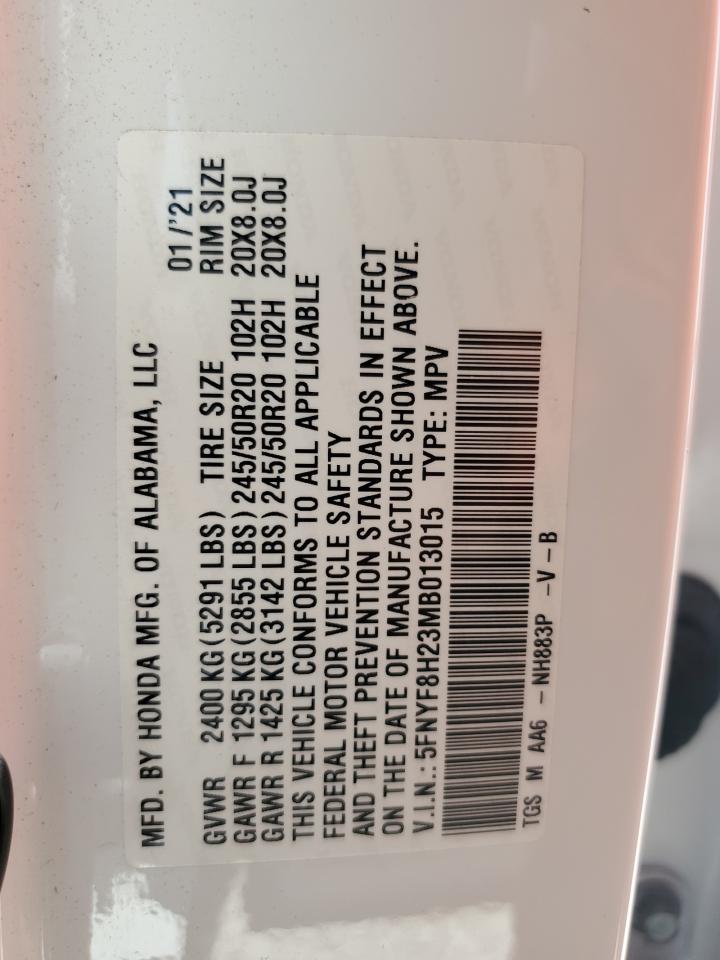 MFD. BY HONDA MFG. OF ALABAMA, LLC
01/'21
GVWR 2400 KG (5291 LBS) TIRE SIZE RIM SIZE
GAWR F 1295 KG (2855 LBS) 245/50R20 102H 20X8.0J
GAWR R 1425 KG (3142 LBS) 245/50R20 102H 20X8.0J
THIS VEHICLE CONFORMS TO ALL APPLICABLE
FEDERAL MOTOR VEHICLE SAFETY
AND THEFT PREVENTION STANDARDS IN EFFECT
ON THE DATE OF MANUFACTURE SHOWN ABOVE.
V.I.N.: 5FNYF8H23MB013015 TYPE: MPV
TGS M AA6 - NH883P -V-B